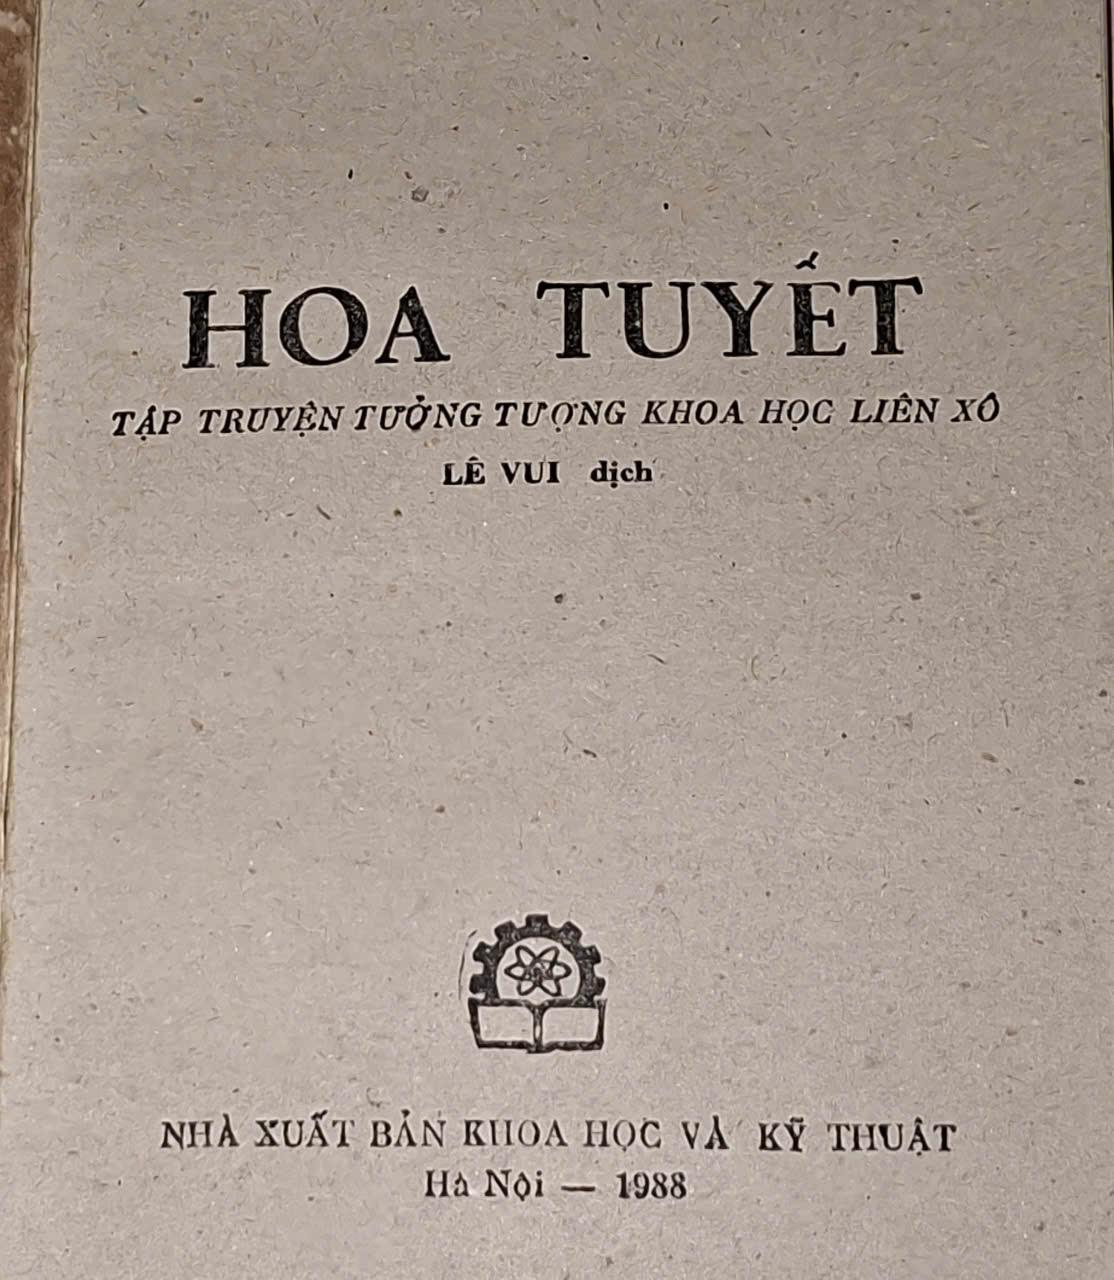 HOA TUYẾT
TẬP TRUYỆN TƯỞNG TƯỢNG KHOA HỌC LIÊN XÔ
LÊ VUI dịch
NHÀ XUẤT BẢN KHOA HỌC VÀ KỸ THUẬT
Hà Nội — 1988